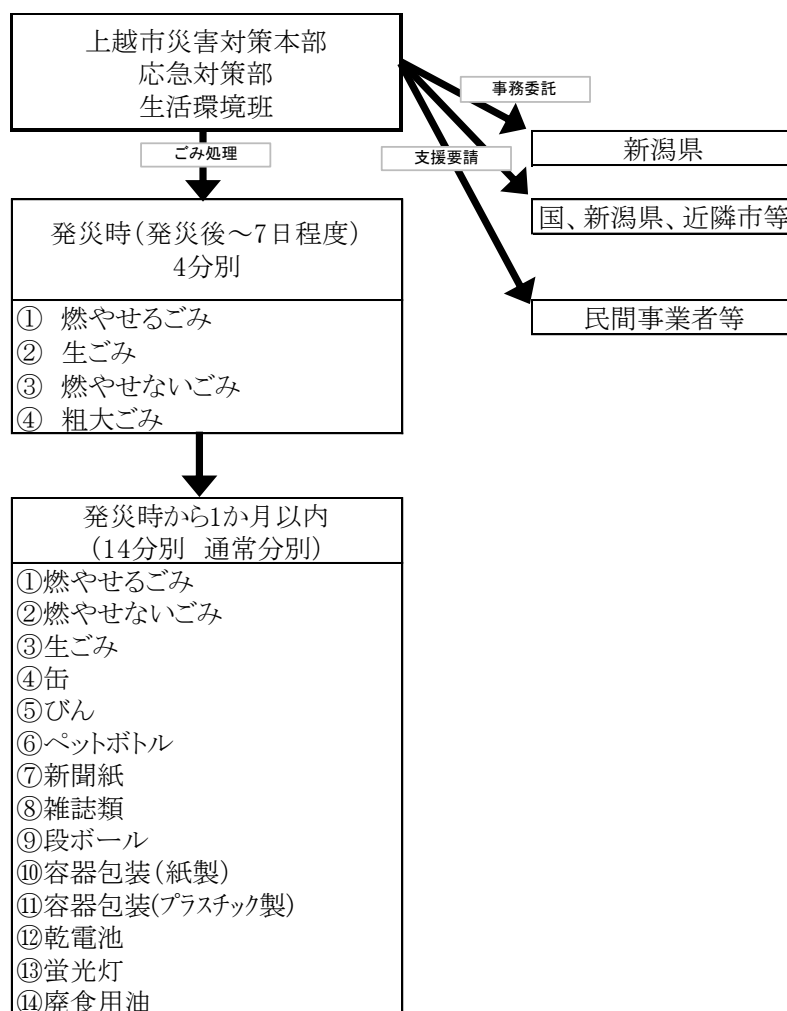 上越市災害対策本部
応急対策部
生活環境班
事務委託
ごみ処理
支援要請
新潟県
国、新潟県、近隣市等
民間事業者等
発災時(発災後～7日程度)
4分別
① 燃やせるごみ
② 生ごみ
③ 燃やせないごみ
④ 粗大ごみ
発災時から1か月以内
(14分別 通常分別)
①燃やせるごみ
②燃やせないごみ
③生ごみ
④缶
⑤びん
⑥ペットボトル
⑦新聞紙
⑧雑誌類
⑨段ボール
⑩容器包装(紙製)
⑪容器包装(プラスチック製)
⑫乾電池
⑬蛍光灯
⑭廃食用油